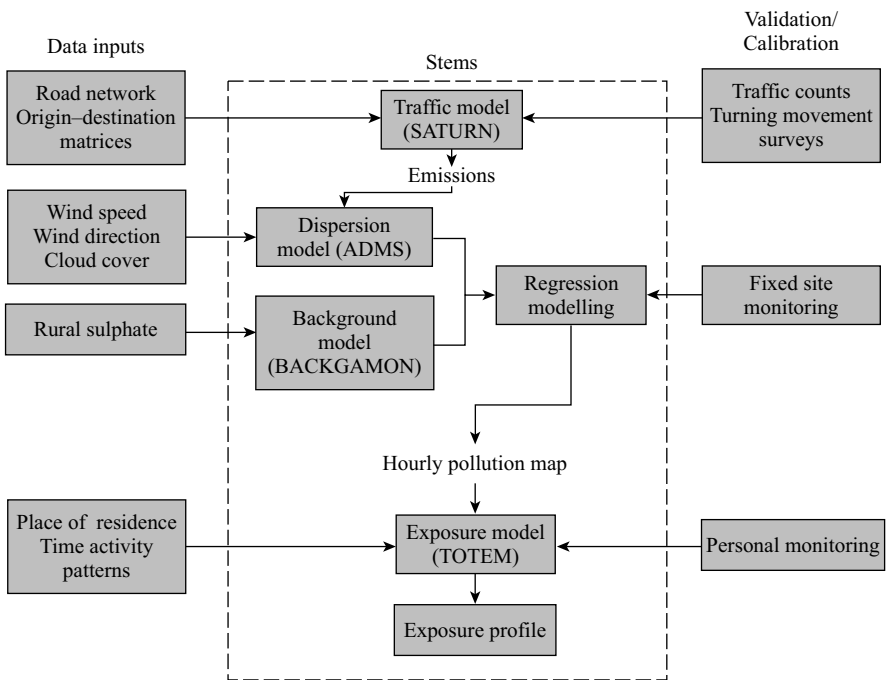 Data inputs
Stems
Validation/
Calibration
Road network
Origin–destination
matrices
Traffic model
(SATURN)
Traffic counts
Turning movement
surveys
Emissions
Wind speed
Wind direction
Cloud cover
Dispersion
model (ADMS)
Regression
modelling
Fixed site
monitoring
Rural sulphate
Background
model
(BACKGAMON)
Hourly pollution map
Place of residence
Time activity
patterns
Exposure model
(TOTEM)
Personal monitoring
Exposure profile